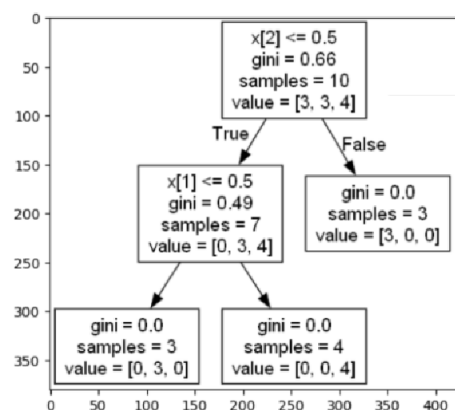 0
50
100
150
200
250
300
350
x[2] <= 0.5
gini = 0.66
samples = 10
value = [3, 3, 4]
True
False
x[1] <= 0.5
gini = 0.49
samples = 7
value = [0, 3, 4]
gini = 0.0
samples = 3
value = [3, 0, 0]
gini = 0.0
samples = 3
value = [0, 3, 0]
gini = 0.0
samples = 4
value = [0, 0, 4]
0 50 100 150 200 250 300 350 400